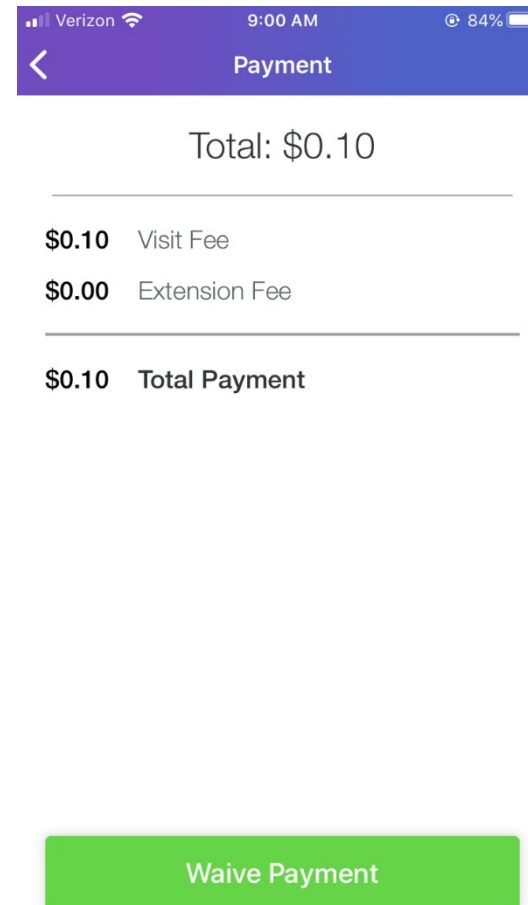 Verizon 9:00 AM 84%
Payment
Total: $0.10
$0.10 Visit Fee
$0.00 Extension Fee
$0.10 Total Payment
Waive Payment